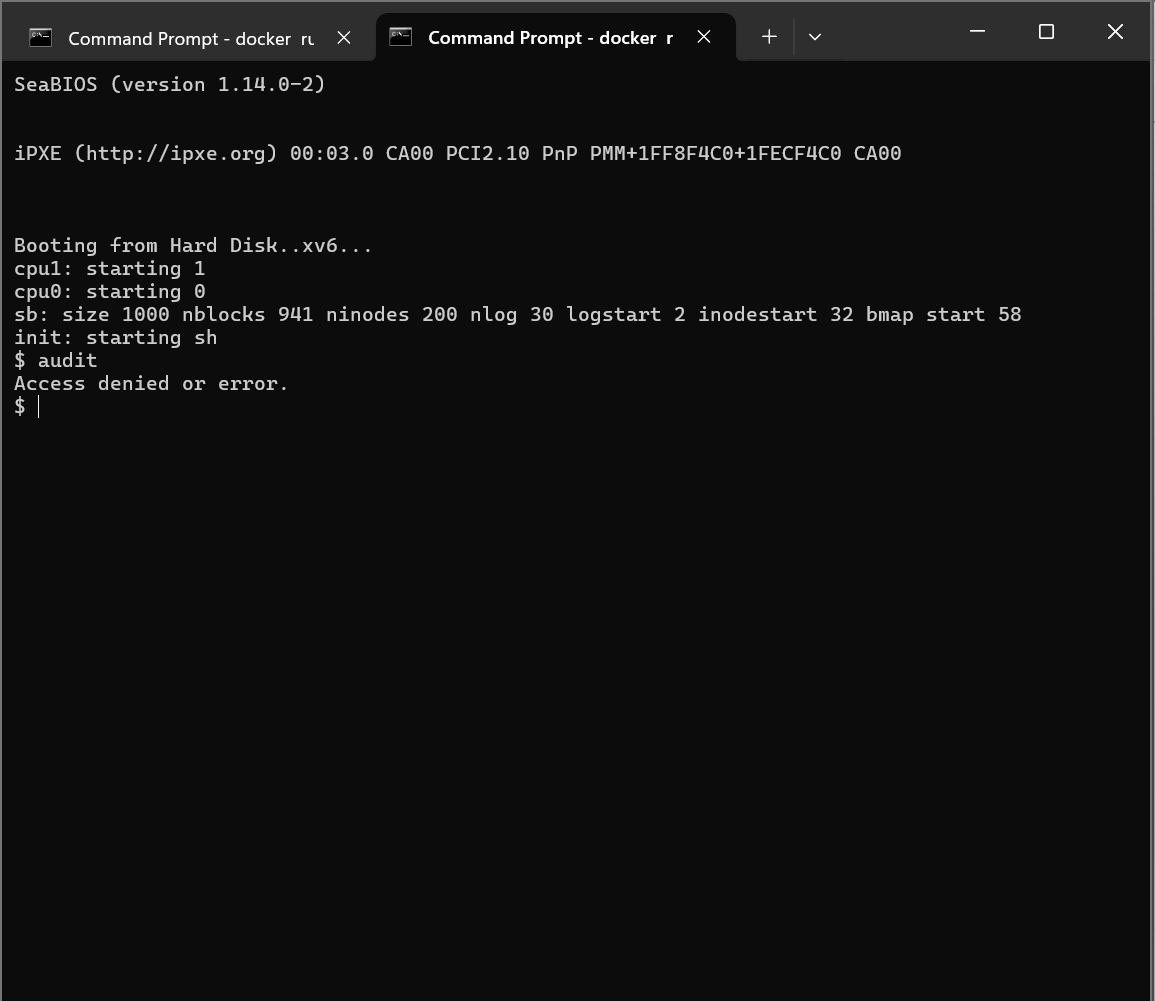 Command Prompt - docker ru
Command Prompt - docker r
SeaBIOS (version 1.14.0-2)
iPXE (http://ipxe.org) 00:03.0 CA00 PCI2.10 PnP PMM+1FF8F4C0+1FECF4C0 CA00
Booting from Hard Disk..xv6...
cpu1: starting 1
cpu0: starting 0
sb: size 1000 nblocks 941 ninodes 200 nlog 30 logstart 2 inodestart 32 bmap start 58
init: starting sh
$ audit
Access denied or error.
$